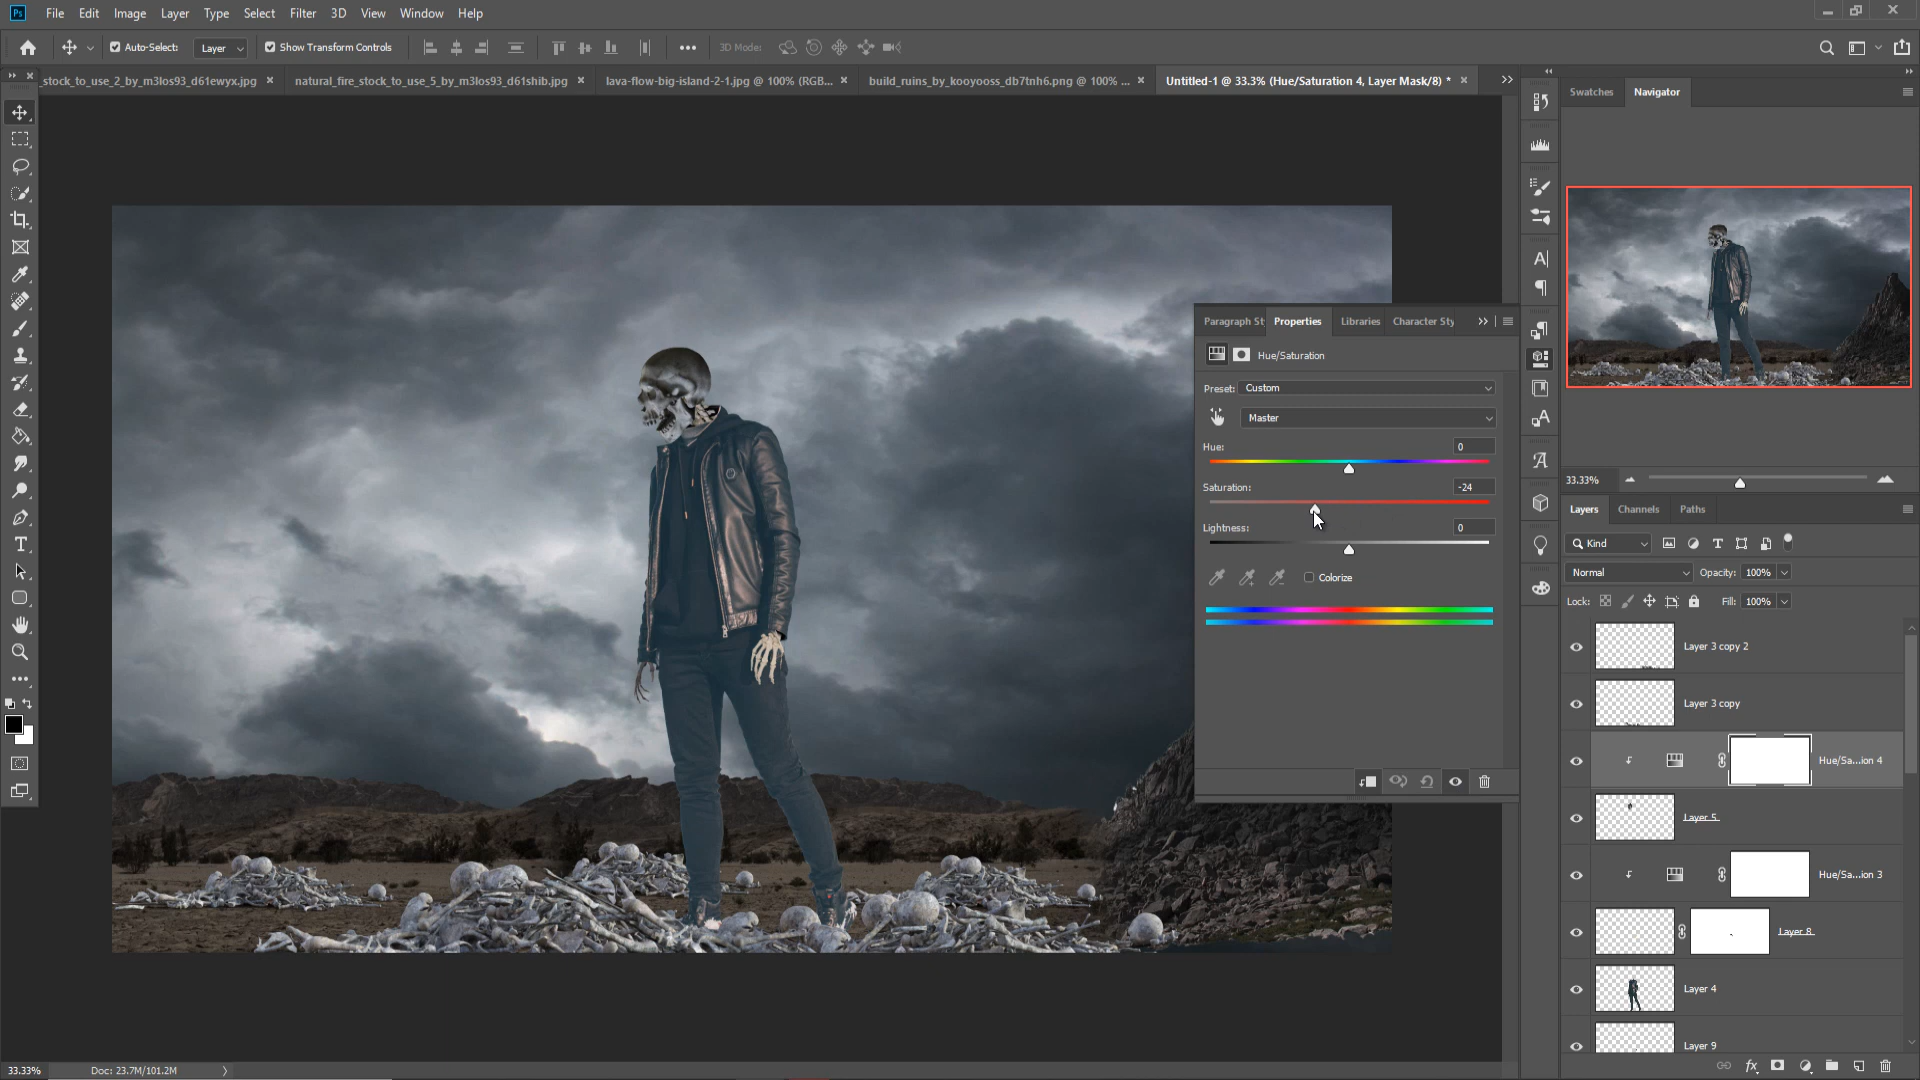 Ps File Edit Image Layer Type Select Filter 3D View Window Help
Auto-Select: Layer Show Transform Controls 3D Mode:
_stock_to_use_2_by_m3los93_d61ewyx.jpg natural_fire_stock_to_use_5_by_m3los93_d61shib.jpg lava-flow-big-island-2-1.jpg @ 100% (RGB... build_ruins_by_kooyooss_db7tnh6.png @ 100% ... Untitled-1 @ 33.3% (Hue/Saturation 4, Layer Mask/8) *
Swatches Navigator
Paragraph St Properties Libraries Character Sty
Hue/Saturation
Preset: Custom
Master
Hue: 0
Saturation: -24
Lightness: 0
Colorize
33.33%
Layers Channels Paths
Kind
Normal Opacity: 100%
Lock: Fill: 100%
Layer 3 copy 2
Layer 3 copy
Hue/Sa...ion 4
Layer 5
Hue/Sa...ion 3
Layer 8
Layer 4
Layer 9
33.33% Doc: 23.7M/101.2M